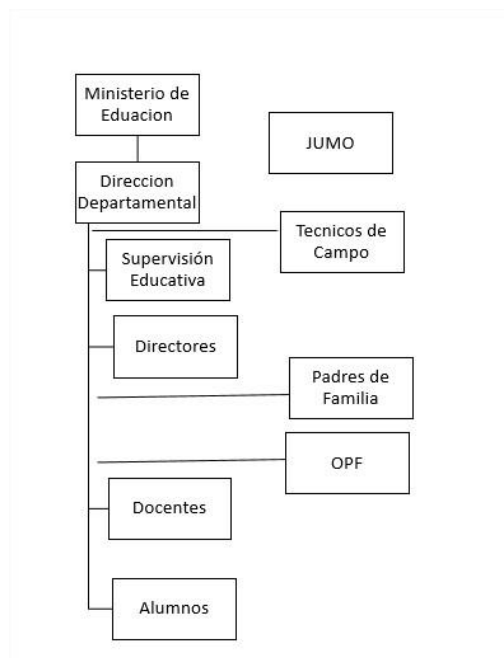 Ministerio de
Eduacion
JUMO
Direccion
Departamental
Tecnicos de
Campo
Supervisión
Educativa
Directores
Padres de
Familia
OPF
Docentes
Alumnos